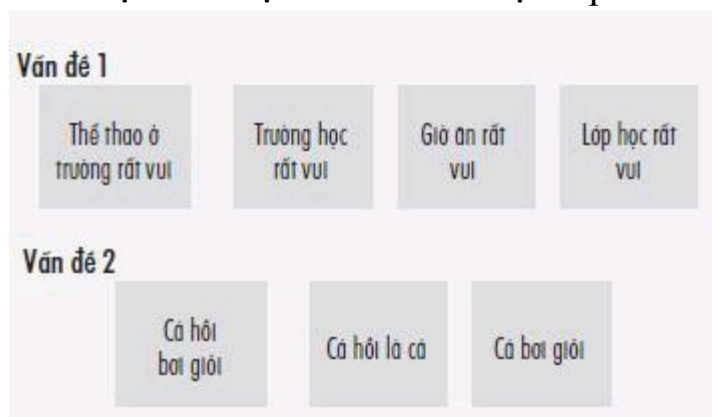 Vấn đề 1
Thể thao ở
trường rất vui
Trường học
rất vui
Giờ ăn rất
vui
Lớp học rất
vui
Vấn đề 2
Cá hồi
bơi giỏi
Cá hồi là cá
Cá bơi giỏi